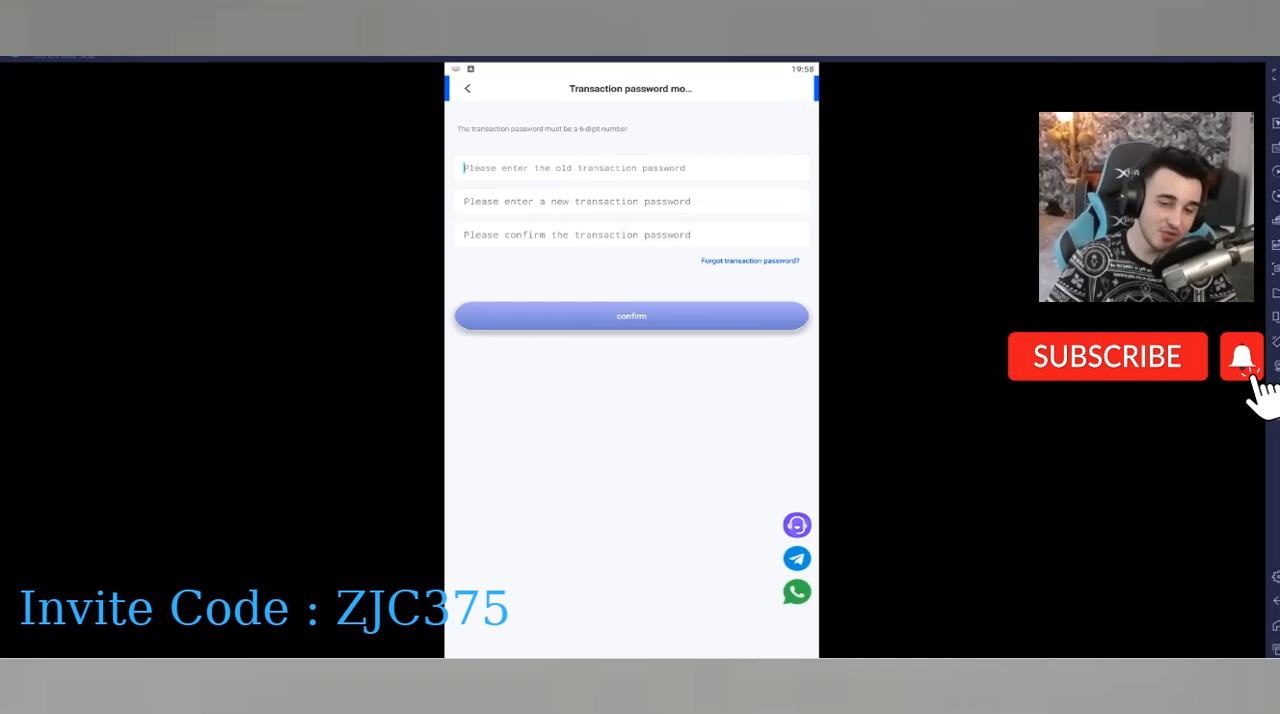 19:58
Transaction password mo...
The transaction password must be a 6-digit number
Please enter the old transaction password
Please enter a new transaction password
Please confirm the transaction password
Forgot transaction password?
confirm
SUBSCRIBE
Invite Code : ZJC375